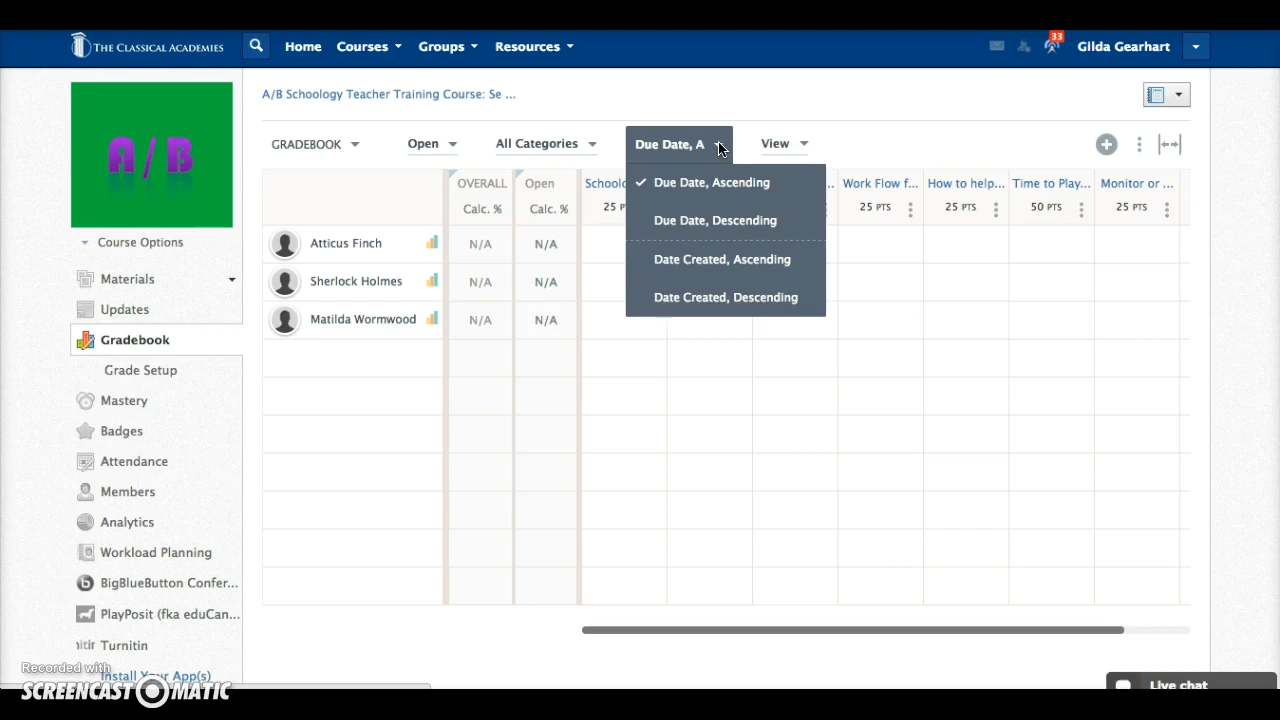 THE CLASSICAL ACADEMIES
Home
Courses
Groups
Resources
33
Gilda Gearhart
A / B
A/B Schoology Teacher Training Course: Se ...
GRADEBOOK
Open
All Categories
Due Date, A
View
Due Date, Ascending
Due Date, Descending
Date Created, Ascending
Date Created, Descending
OVERALL
Calc. %
Open
Calc. %
25
Work Flow f...
25 PTS
How to help...
25 PTS
Time to Play...
50 PTS
Monitor or ...
25 PTS
Atticus Finch
N/A
N/A
Sherlock Holmes
N/A
N/A
Matilda Wormwood
N/A
N/A
Course Options
Materials
Updates
Gradebook
Grade Setup
Mastery
Badges
Attendance
Members
Analytics
Workload Planning
BigBlueButton Confer...
PlayPosit (fka eduCan...
Turnitin
Install Your App(s)
Recorded with
SCREENCAST-O-MATIC
Live chat